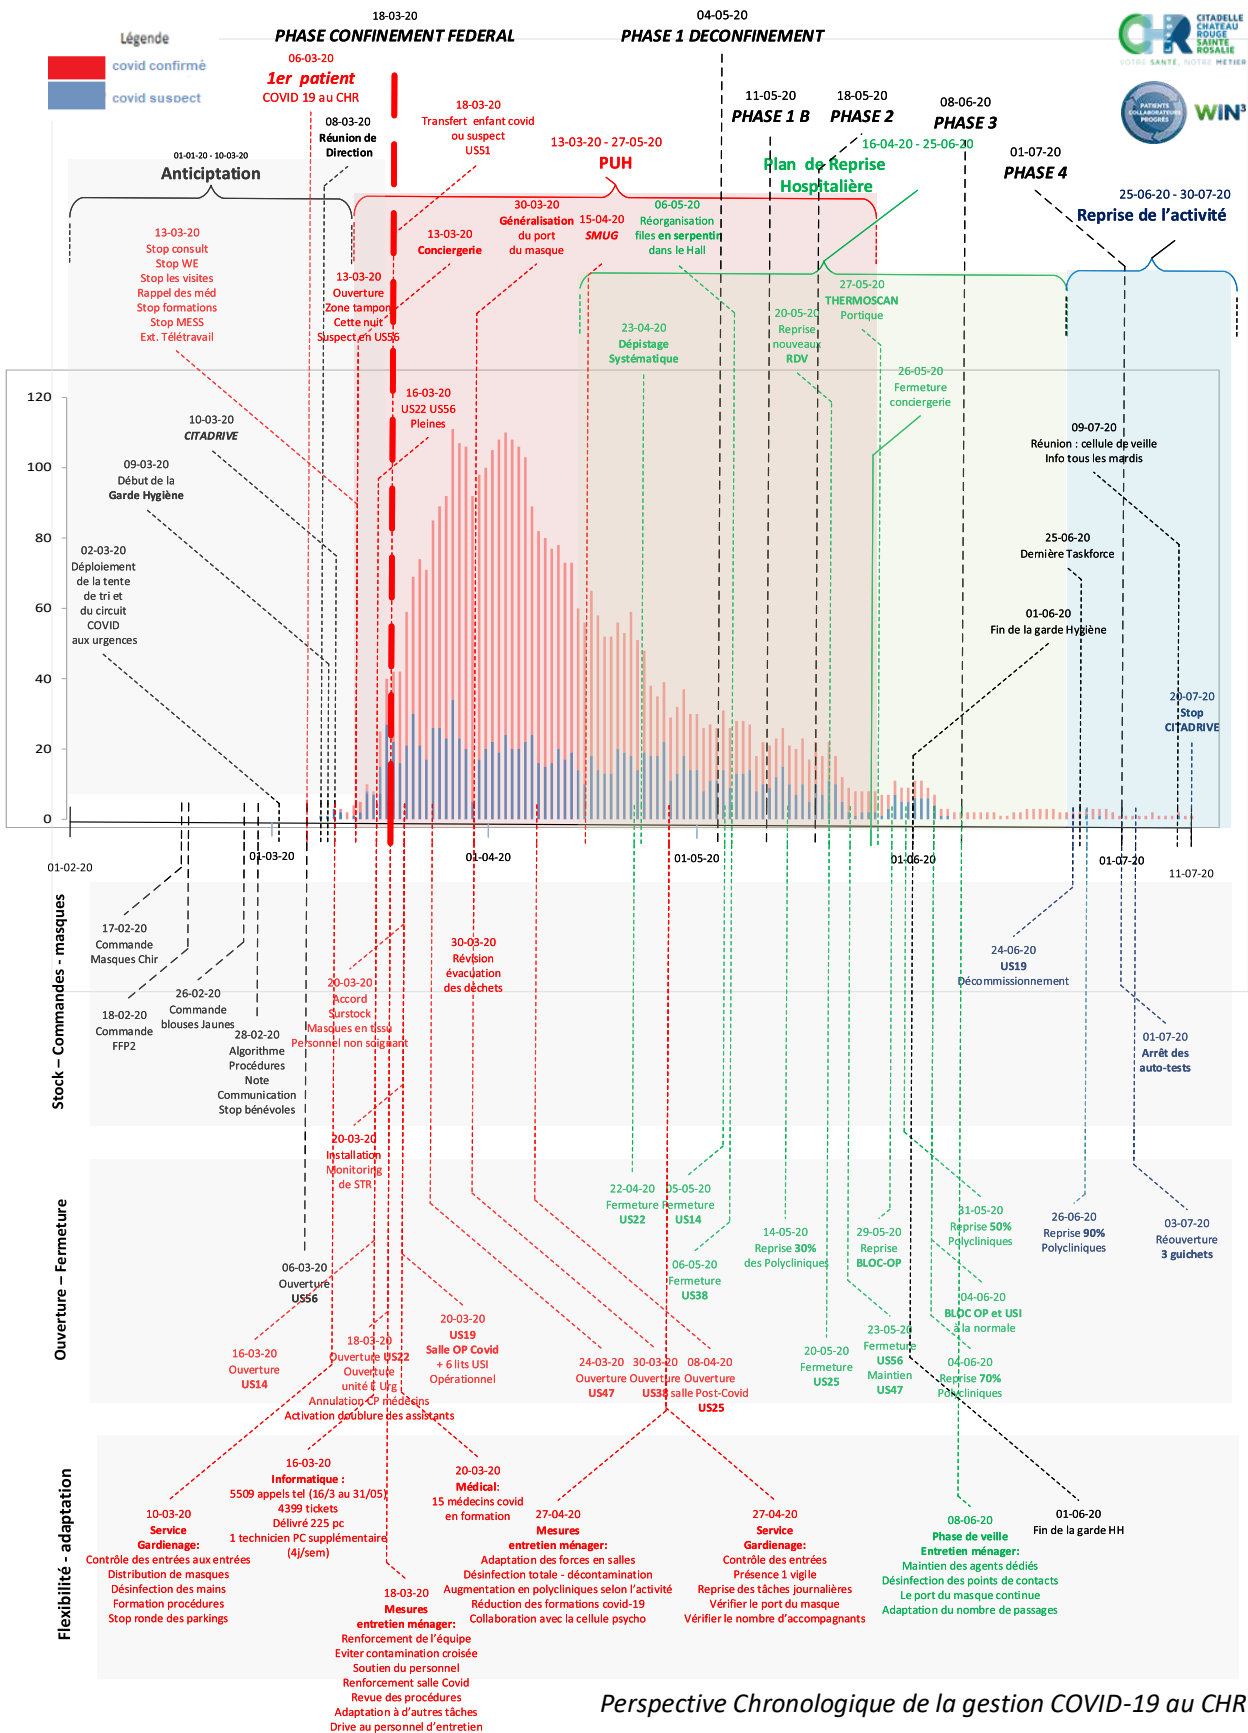 18-03-20
PHASE CONFINEMENT FEDERAL
04-05-20
PHASE 1 DECONFINEMENT
CITADELLE
CHATEAU
ROUGE
SAINTE
ROSALIE
CHR
VOTRE SANTÉ, NOTRE MÉTIER
PATIENTS
COLLABORATEURS
PROGRÈS
WIN³
Légende
covid confirmé
covid suspect
06-03-20
1er patient
COVID 19 au CHR
08-03-20
Réunion de
Direction
18-03-20
Transfert enfant covid
ou suspect
US51
11-05-20
PHASE 1 B
18-05-20
PHASE 2
08-06-20
PHASE 3
01-07-20
PHASE 4
01-01-20 - 10-03-20
Anticiptation
13-03-20 - 27-05-20
PUH
16-04-20 - 25-06-20
Plan de Reprise
Hospitalière
25-06-20 - 30-07-20
Reprise de l'activité
13-03-20
Stop consult
Stop WE
Stop les visites
Rappel des méd
Stop formations
Stop MESS
Ext. Télétravail
13-03-20
Ouverture
Zone tampon
Cette nuit
Suspect en US56
13-03-20
Conciergerie
30-03-20
Généralisation
du port
du masque
15-04-20
SMUG
06-05-20
Réorganisation
files en serpentin
dans le Hall
23-04-20
Dépistage
Systématique
20-05-20
Reprise
nouveaux
RDV
27-05-20
THERMOSCAN
Portique
26-05-20
Fermeture
conciergerie
16-03-20
US22 US56
Pleines
10-03-20
CITADRIVE
09-03-20
Début de la
Garde Hygiène
02-03-20
Déploiement
de la tente
de tri et
du circuit
COVID
aux urgences
09-07-20
Réunion : cellule de veille
Info tous les mardis
25-06-20
Dernière Taskforce
01-06-20
Fin de la garde Hygiène
20-07-20
Stop
CITADRIVE
120
100
80
60
40
20
0
01-02-20
01-03-20
01-04-20
01-05-20
01-06-20
01-07-20
11-07-20
Stock – Commandes - masques
17-02-20
Commande
Masques Chir
18-02-20
Commande
FFP2
26-02-20
Commande
blouses Jaunes
28-02-20
Algorithme
Procédures
Note
Communication
Stop bénévoles
20-03-20
Accord
Surstock
Masques en tissu
Personnel non soignant
30-03-20
Révision
évacuation
des déchets
24-06-20
US19
Décommissionnement
01-07-20
Arrêt des
auto-tests
20-03-20
Installation
Monitoring
de STR
Ouverture – Fermeture
06-03-20
Ouverture
US56
16-03-20
Ouverture
US14
18-03-20
Ouverture US22
Ouverture
unité E Urg
Annulation CP médecins
Activation doublure des assistants
20-03-20
US19
Salle OP Covid
+ 6 lits USI
Opérationnel
24-03-20
Ouverture
US47
30-03-20
Ouverture
US38
08-04-20
Ouverture
salle Post-Covid
US25
22-04-20
Fermeture
US22
05-05-20
Fermeture
US14
06-05-20
Fermeture
US38
14-05-20
Reprise 30%
des Polycliniques
20-05-20
Fermeture
US25
29-05-20
Reprise
BLOC-OP
23-05-20
Fermeture
US56
Maintien
US47
31-05-20
Reprise 50%
Polycliniques
04-06-20
BLOC OP et USI
à la normale
04-06-20
Reprise 70%
Polycliniques
26-06-20
Reprise 90%
Polycliniques
03-07-20
Réouverture
3 guichets
Flexibilité - adaptation
10-03-20
Service
Gardienage:
Contrôle des entrées aux entrées
Distribution de masques
Désinfection des mains
Formation procédures
Stop ronde des parkings
16-03-20
Informatique :
5509 appels tel (16/3 au 31/05)
4399 tickets
Délivré 225 pc
1 technicien PC supplémentaire
(4j/sem)
18-03-20
Mesures
entretien ménager:
Renforcement de l'équipe
Eviter contamination croisée
Soutien du personnel
Renforcement salle Covid
Revue des procédures
Adaptation à d'autres tâches
Drive au personnel d'entretien
20-03-20
Médical:
15 médecins covid
en formation
27-04-20
Mesures
entretien ménager:
Adaptation des forces en salles
Désinfection totale - décontamination
Augmentation en polycliniques selon l'activité
Réduction des formations covid-19
Collaboration avec la cellule psycho
27-04-20
Service
Gardienage:
Contrôle des entrées
Présence 1 vigile
Reprise des tâches journalières
Vérifier le port du masque
Vérifier le nombre d'accompagnants
08-06-20
Phase de veille
Entretien ménager:
Maintien des agents dédiés
Désinfection des points de contacts
Le port du masque continue
Adaptation du nombre de passages
01-06-20
Fin de la garde HH
Perspective Chronologique de la gestion COVID-19 au CHR